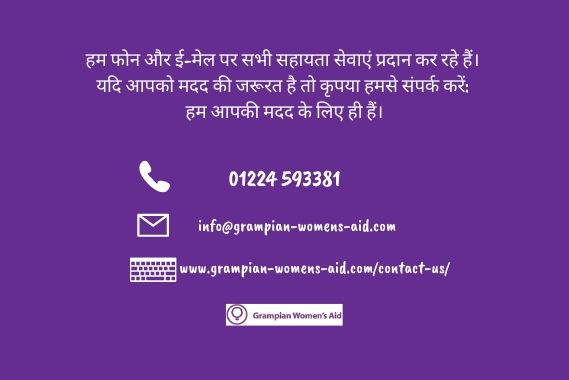 हम फोन और ई-मेल पर सभी सहायता सेवाएं प्रदान कर रहे हैं।
यदि आपको मदद की जरूरत है तो कृपया हमसे संपर्क करें:
हम आपकी मदद के लिए ही हैं।
01224 593381
info@grampian-womens-aid.com
www.grampian-womens-aid.com/contact-us/
Grampian Women's Aid